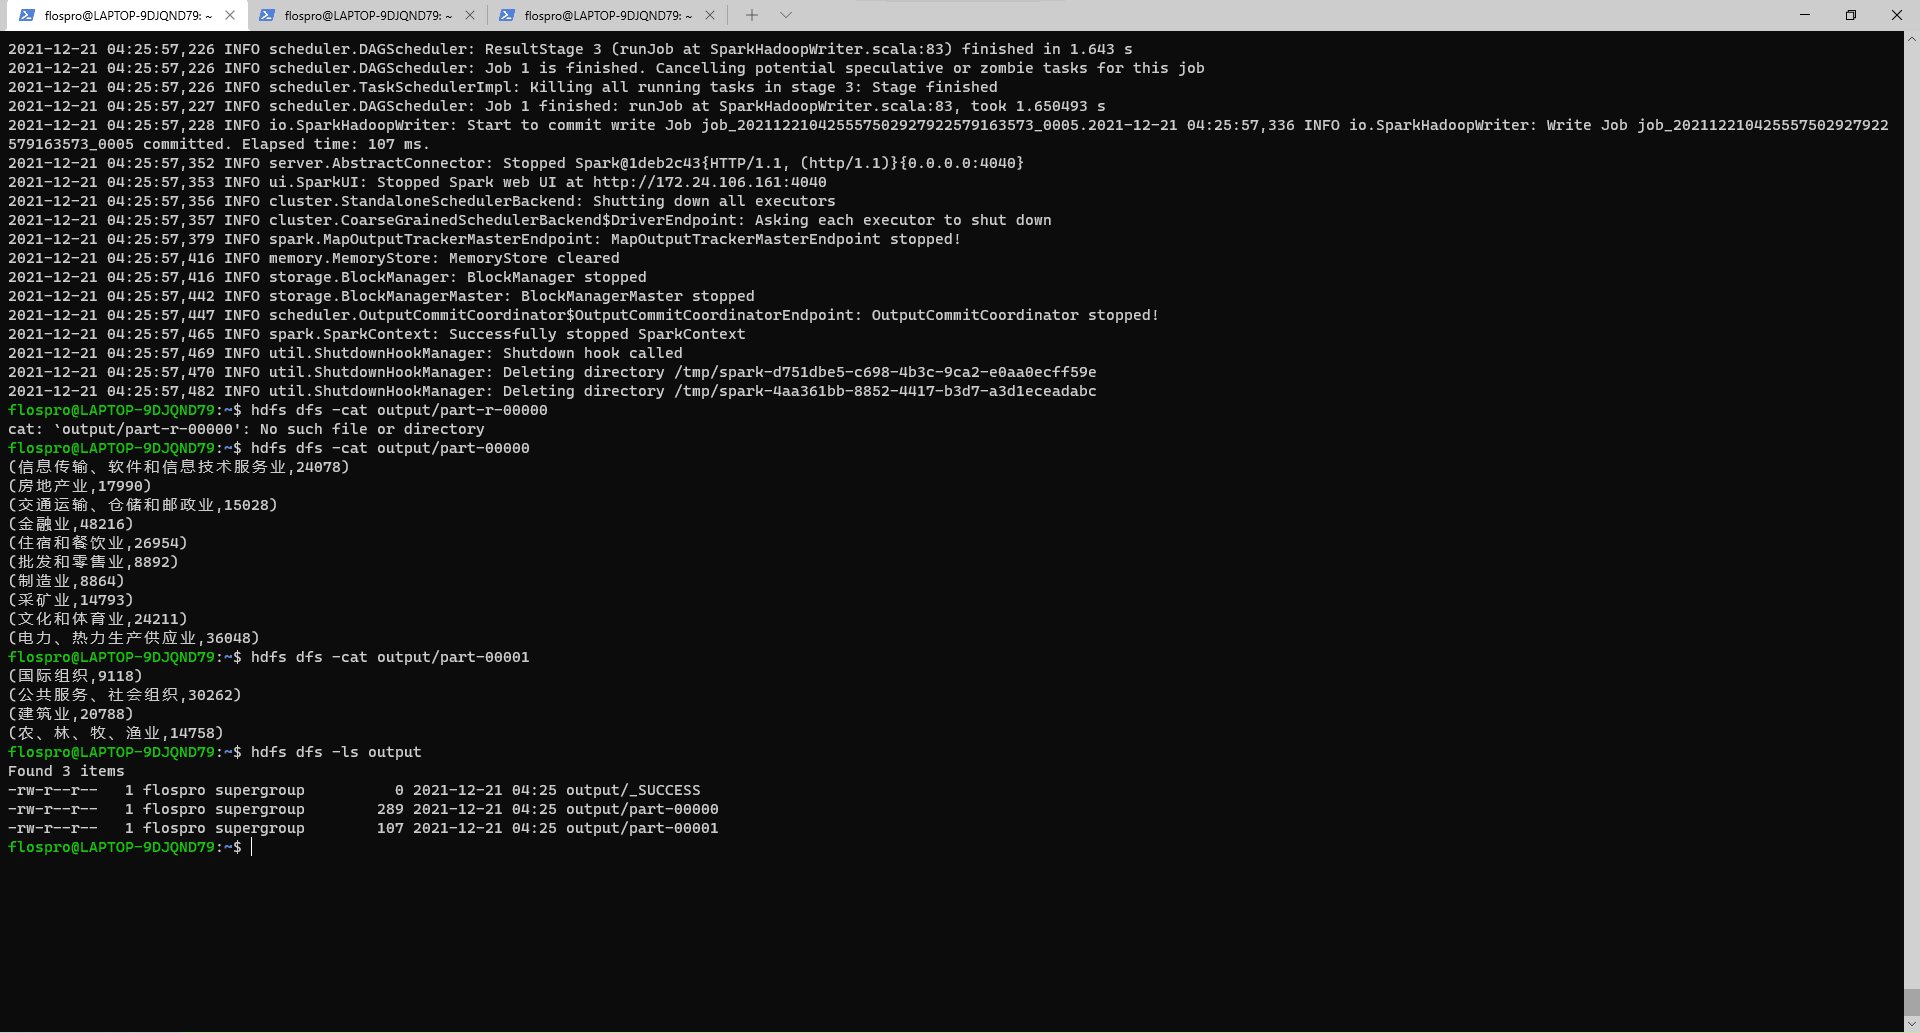 flospro@LAPTOP-9DJQND79: ~
flospro@LAPTOP-9DJQND79: ~
flospro@LAPTOP-9DJQND79: ~
2021-12-21 04:25:57,226 INFO scheduler.DAGScheduler: ResultStage 3 (runJob at SparkHadoopWriter.scala:83) finished in 1.643 s
2021-12-21 04:25:57,226 INFO scheduler.DAGScheduler: Job 1 is finished. Cancelling potential speculative or zombie tasks for this job
2021-12-21 04:25:57,226 INFO scheduler.TaskSchedulerImpl: Killing all running tasks in stage 3: Stage finished
2021-12-21 04:25:57,227 INFO scheduler.DAGScheduler: Job 1 finished: runJob at SparkHadoopWriter.scala:83, took 1.650493 s
2021-12-21 04:25:57,228 INFO io.SparkHadoopWriter: Start to commit write Job job_20211221042555750292792257​9163573_0005.2021-12-21 04:25:57,336 INFO io.SparkHadoopWriter: Write Job job_202112210425557502927922
579163573_0005 committed. Elapsed time: 107 ms.
2021-12-21 04:25:57,352 INFO server.AbstractConnector: Stopped Spark@1deb2c43{HTTP/1.1, (http/1.1)}{0.0.0.0:4040}
2021-12-21 04:25:57,353 INFO ui.SparkUI: Stopped Spark web UI at http://172.24.106.161:4040
2021-12-21 04:25:57,356 INFO cluster.StandaloneSchedulerBackend: Shutting down all executors
2021-12-21 04:25:57,357 INFO cluster.CoarseGrainedSchedulerBackend$DriverEndpoint: Asking each executor to shut down
2021-12-21 04:25:57,379 INFO spark.MapOutputTrackerMasterEndpoint: MapOutputTrackerMasterEndpoint stopped!
2021-12-21 04:25:57,416 INFO memory.MemoryStore: MemoryStore cleared
2021-12-21 04:25:57,416 INFO storage.BlockManager: BlockManager stopped
2021-12-21 04:25:57,442 INFO storage.BlockManagerMaster: BlockManagerMaster stopped
2021-12-21 04:25:57,447 INFO scheduler.OutputCommitCoordinator$OutputCommitCoordinatorEndpoint: OutputCommitCoordinator stopped!
2021-12-21 04:25:57,465 INFO spark.SparkContext: Successfully stopped SparkContext
2021-12-21 04:25:57,469 INFO util.ShutdownHookManager: Shutdown hook called
2021-12-21 04:25:57,470 INFO util.ShutdownHookManager: Deleting directory /tmp/spark-d751dbe5-c698-4b3c-9ca2-e0aa0ecff59e
2021-12-21 04:25:57,482 INFO util.ShutdownHookManager: Deleting directory /tmp/spark-4aa361bb-8852-4417-b3d7-a3d1eceadabc
flospro@LAPTOP-9DJQND79:~$ hdfs dfs -cat output/part-r-00000
cat: `output/part-r-00000': No such file or directory
flospro@LAPTOP-9DJQND79:~$ hdfs dfs -cat output/part-00000
(信息传输、软件和信息技术服务业,24078)
(房地产业,17990)
(交通运输、仓储和邮政业,15028)
(金融业,48216)
(住宿和餐饮业,26954)
(批发和零售业,8892)
(制造业,8864)
(采矿业,14793)
(文化和体育业,24211)
(电力、热力生产供应业,36048)
flospro@LAPTOP-9DJQND79:~$ hdfs dfs -cat output/part-00001
(国际组织,9118)
(公共服务、社会组织,30262)
(建筑业,20788)
(农、林、牧、渔业,14758)
flospro@LAPTOP-9DJQND79:~$ hdfs dfs -ls output
Found 3 items
-rw-r--r--   1 flospro supergroup          0 2021-12-21 04:25 output/_SUCCESS
-rw-r--r--   1 flospro supergroup        289 2021-12-21 04:25 output/part-00000
-rw-r--r--   1 flospro supergroup        107 2021-12-21 04:25 output/part-00001
flospro@LAPTOP-9DJQND79:~$